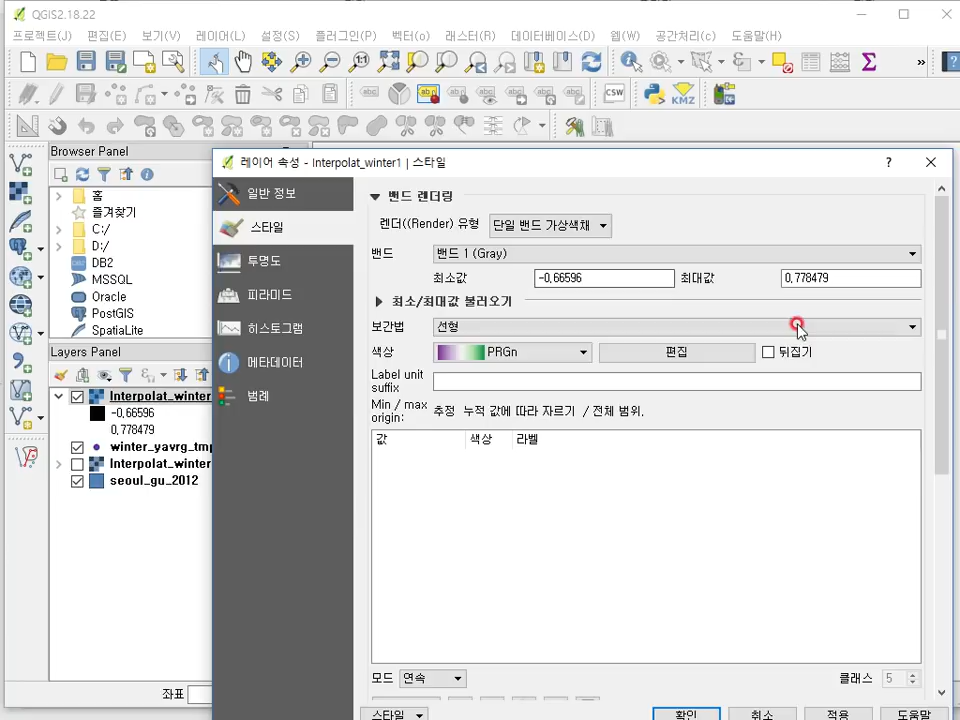 QGIS2.18.22
프로젝트(J) 편집(E) 보기(V) 레이어(L) 설정(S) 플러그인(P) 벡터(o) 래스터(R) 데이터베이스(D) 웹(W) 공간처리(c) 도움말(H)
abc ab abc abc abc abc abc CSW KMZ
Browser Panel
홈
즐겨찾기
C:/
D:/
DB2
MSSQL
Oracle
PostGIS
SpatiaLite
Layers Panel
Interpolat_winter
-0,66596
0,778479
winter_yavrg_tmp
Interpolat_winter
seoul_gu_2012
좌표
레이어 속성 - Interpolat_winter1 | 스타일
일반 정보
스타일
투명도
피라미드
히스토그램
메타데이터
범례
밴드 렌더링
렌더((Render) 유형 단일 밴드 가상색채
밴드 밴드 1 (Gray)
최소값 -0,66596 최대값 0,778479
최소/최대값 불러오기
보간법 선형
색상 PRGn 편집 뒤집기
Label unit suffix
Min / max origin: 추정 누적 값에 따라 자르기 / 전체 범위.
값 색상 라벨
모드 연속 클래스 5
스타일 확인 취소 적용 도움말